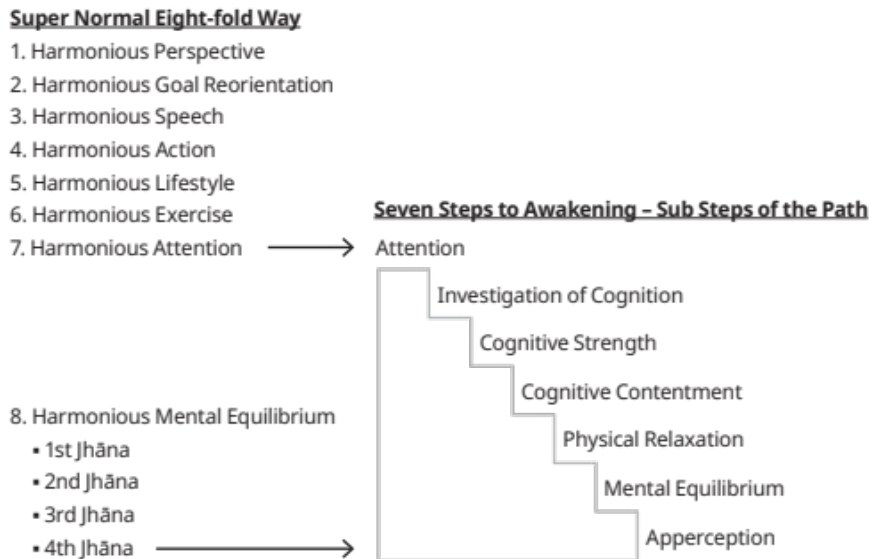 Super Normal Eight-fold Way
1. Harmonious Perspective
2. Harmonious Goal Reorientation
3. Harmonious Speech
4. Harmonious Action
5. Harmonious Lifestyle
6. Harmonious Exercise
7. Harmonious Attention
8. Harmonious Mental Equilibrium
▪ 1st Jhāna
▪ 2nd Jhāna
▪ 3rd Jhāna
▪ 4th Jhāna
Seven Steps to Awakening – Sub Steps of the Path
Attention
Investigation of Cognition
Cognitive Strength
Cognitive Contentment
Physical Relaxation
Mental Equilibrium
Apperception